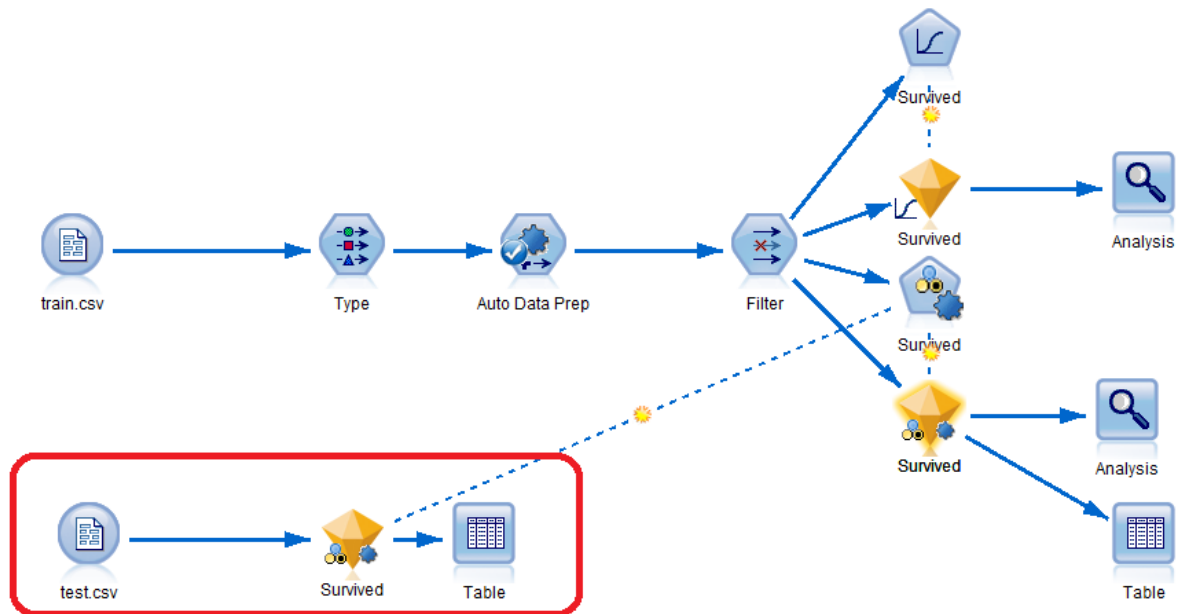 Survived
Survived
Analysis
train.csv
Type
Auto Data Prep
Filter
Survived
Survived
Analysis
test.csv
Survived
Table
Table